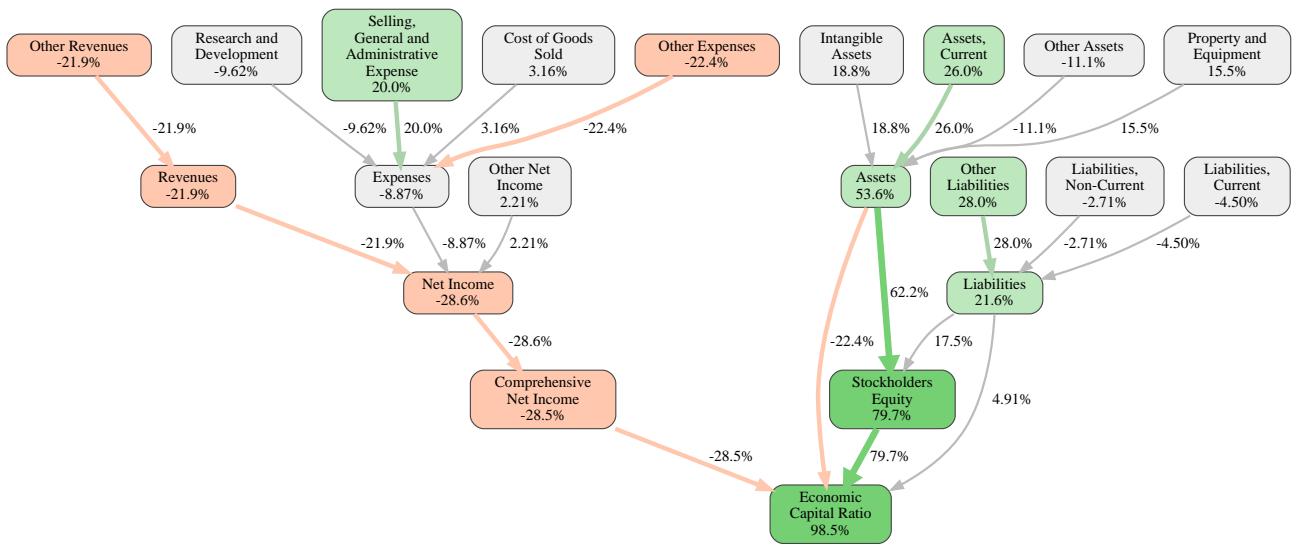 Other Revenues
-21.9%
Research and
Development
-9.62%
Selling,
General and
Administrative
Expense
20.0%
Cost of Goods
Sold
3.16%
Other Expenses
-22.4%
Intangible
Assets
18.8%
Assets,
Current
26.0%
Other Assets
-11.1%
Property and
Equipment
15.5%
-21.9%
-9.62%
20.0%
3.16%
-22.4%
18.8%
26.0%
-11.1%
15.5%
Revenues
-21.9%
Expenses
-8.87%
Other Net
Income
2.21%
Assets
53.6%
Other
Liabilities
28.0%
Liabilities,
Non-Current
-2.71%
Liabilities,
Current
-4.50%
-21.9%
-8.87%
2.21%
28.0%
-2.71%
-4.50%
Net Income
-28.6%
62.2%
Liabilities
21.6%
-28.6%
-22.4%
17.5%
Comprehensive
Net Income
-28.5%
Stockholders
Equity
79.7%
4.91%
-28.5%
79.7%
Economic
Capital Ratio
98.5%